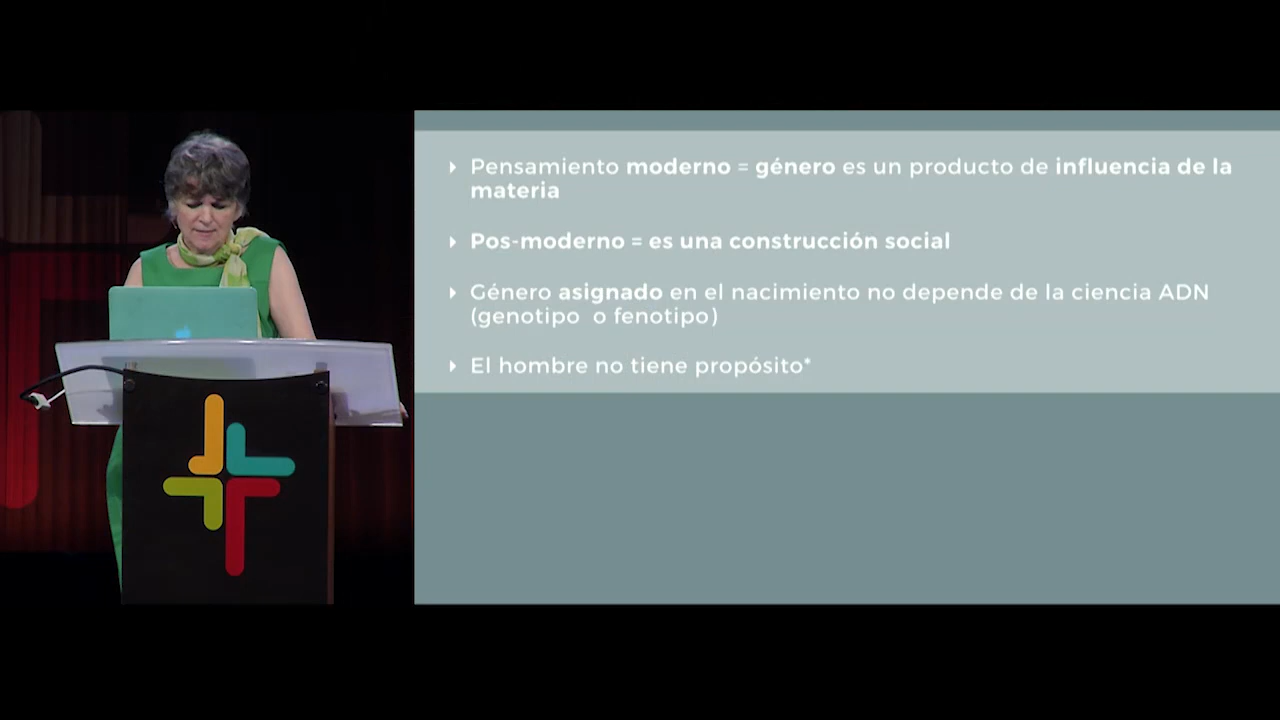 Pensamiento moderno = género es un producto de influencia de la
materia
Pos-moderno = es una construcción social
Género asignado en el nacimiento no depende de la ciencia ADN
(genotipo o fenotipo)
El hombre no tiene propósito*